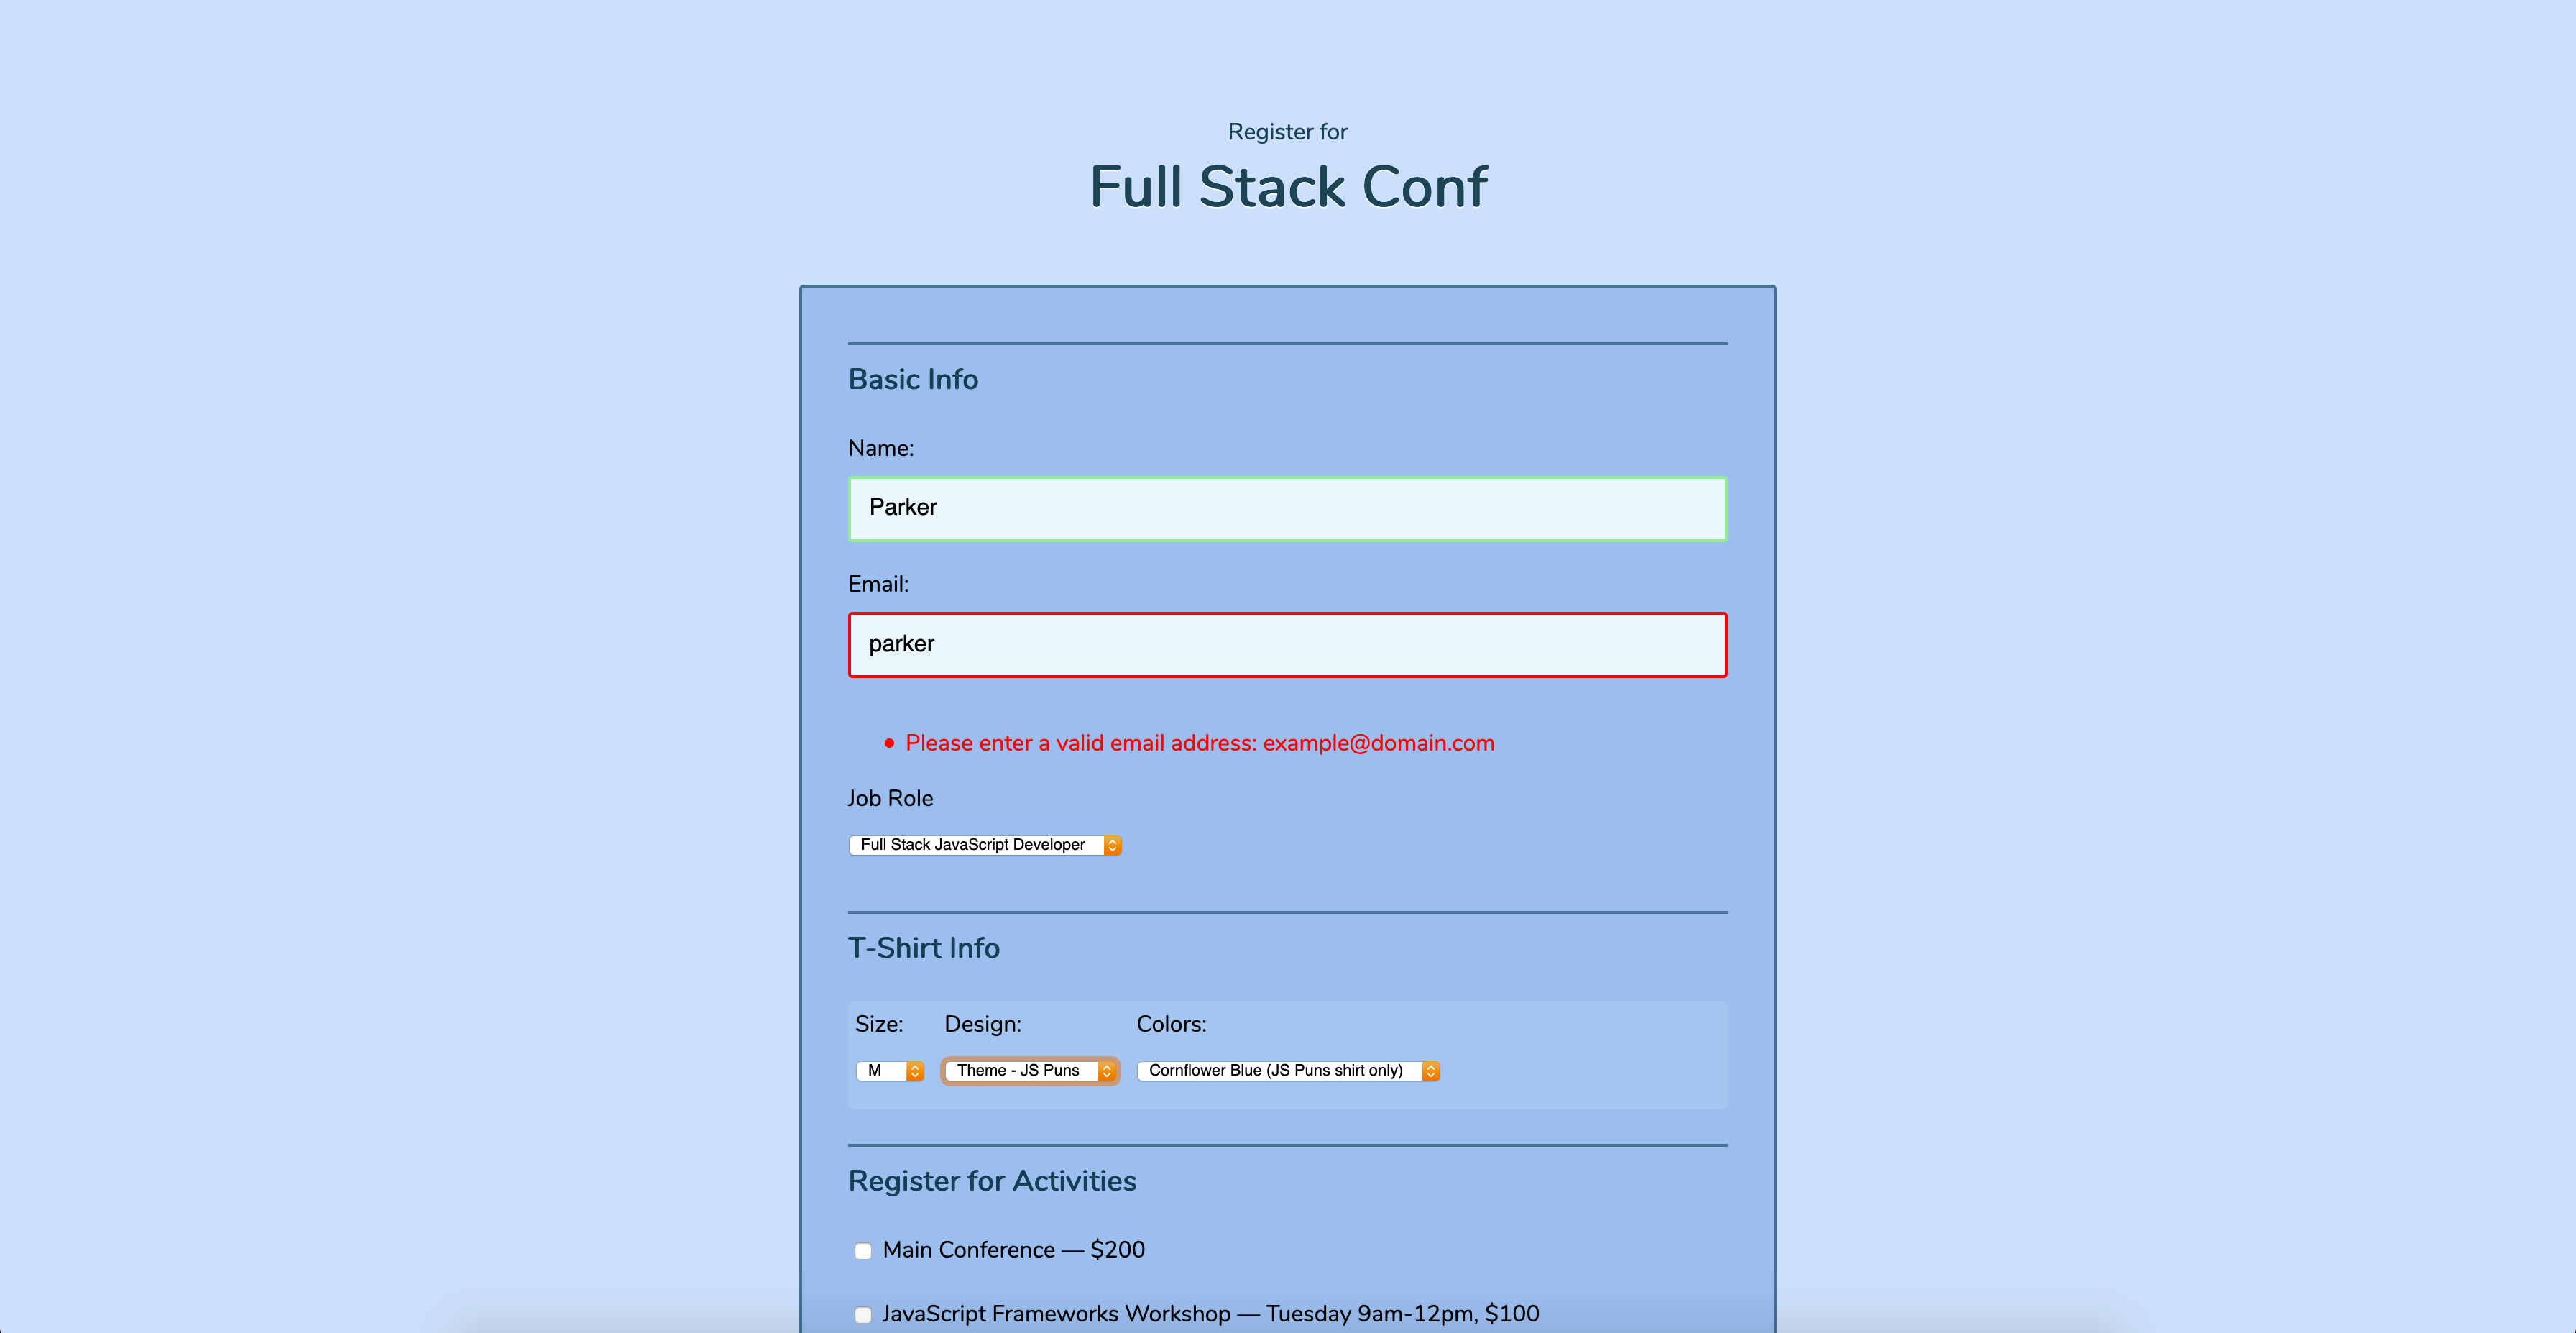 Register for
Full Stack Conf
Basic Info
Name:
Parker
Email:
parker
• Please enter a valid email address: example@domain.com
Job Role
Full Stack JavaScript Developer
T-Shirt Info
Size: Design: Colors:
M Theme - JS Puns Cornflower Blue (JS Puns shirt only)
Register for Activities
Main Conference — $200
JavaScript Frameworks Workshop — Tuesday 9am-12pm, $100